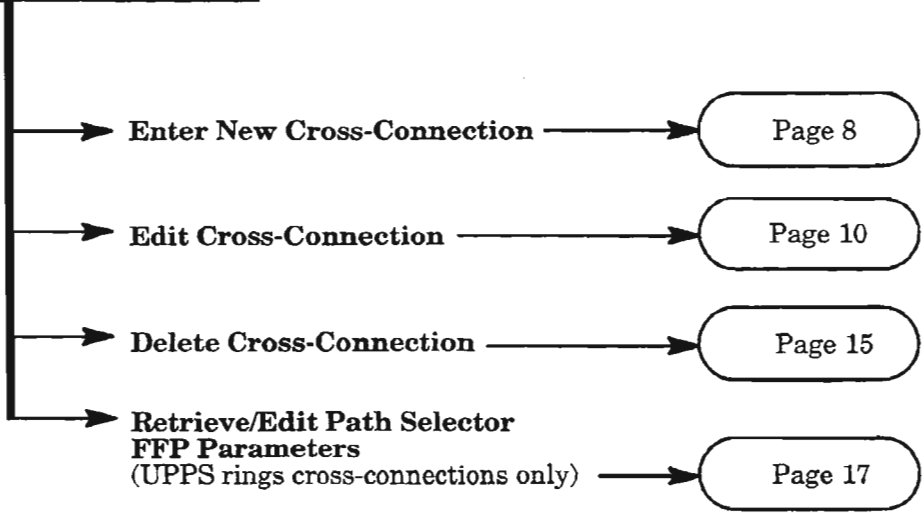 Enter New Cross-Connection Page 8
Edit Cross-Connection Page 10
Delete Cross-Connection Page 15
Retrieve/Edit Path Selector
FFP Parameters
(UPPS rings cross-connections only) Page 17